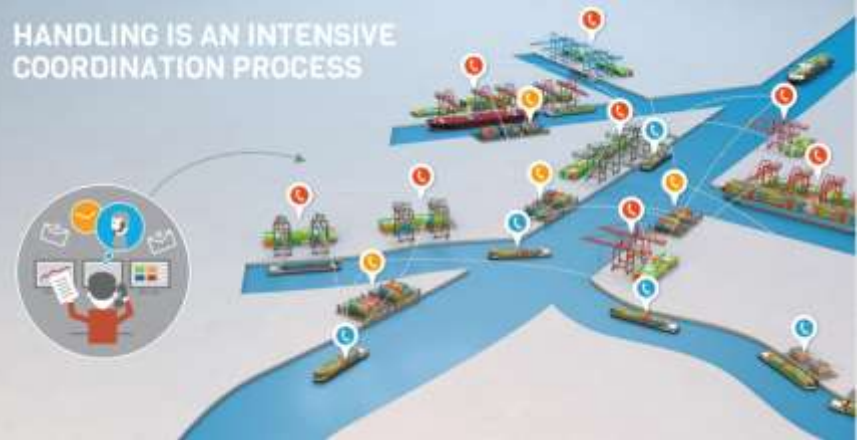 HANDLING IS AN INTENSIVE
COORDINATION PROCESS